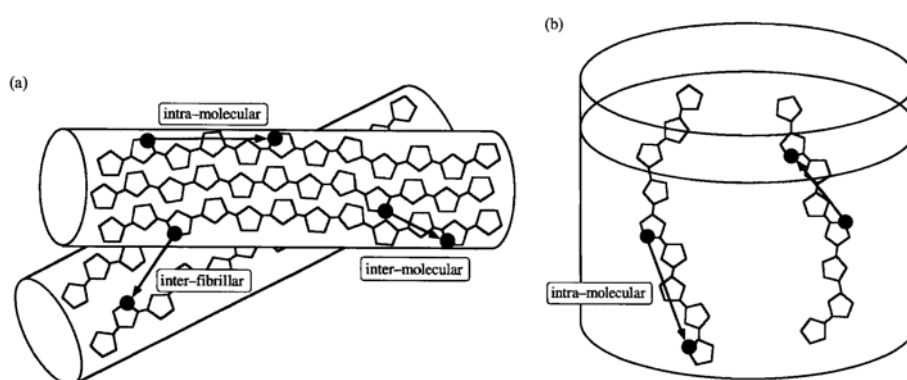 (a)
intra-molecular
inter-molecular
inter-fibrillar
(b)
intra-molecular